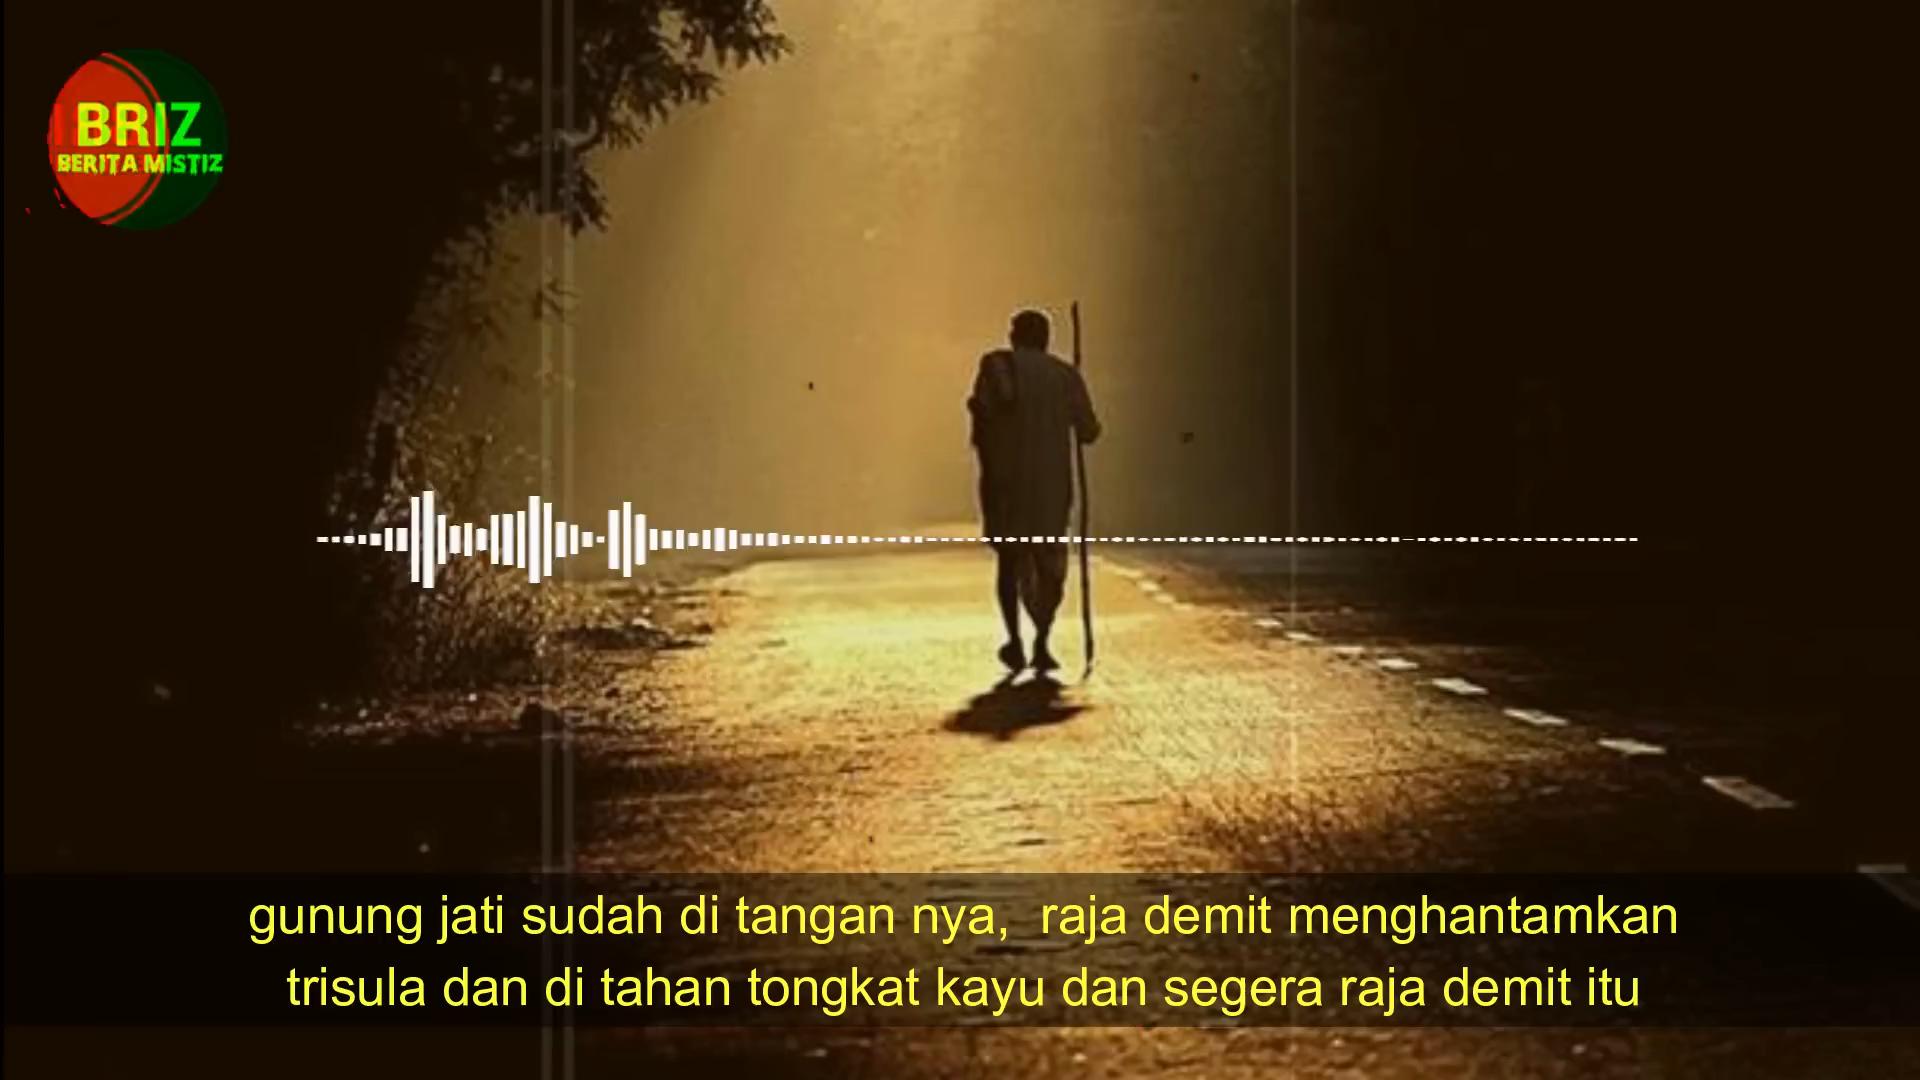 BRIZ
BERITA MISTIZ
gunung jati sudah di tangan nya,  raja demit menghantamkan
trisula dan di tahan tongkat kayu dan segera raja demit itu